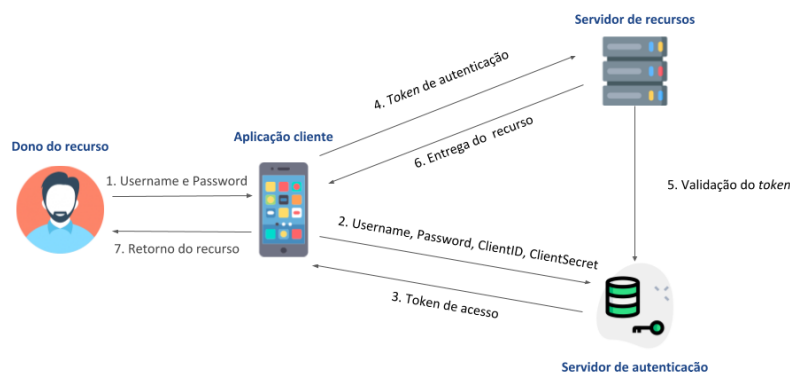 Servidor de recursos
4. Token de autenticação
Aplicação cliente
6. Entrega do recurso
Dono do recurso
1. Username e Password
5. Validação do token
2. Username, Password, ClientID, ClientSecret
7. Retorno do recurso
3. Token de acesso
Servidor de autenticação